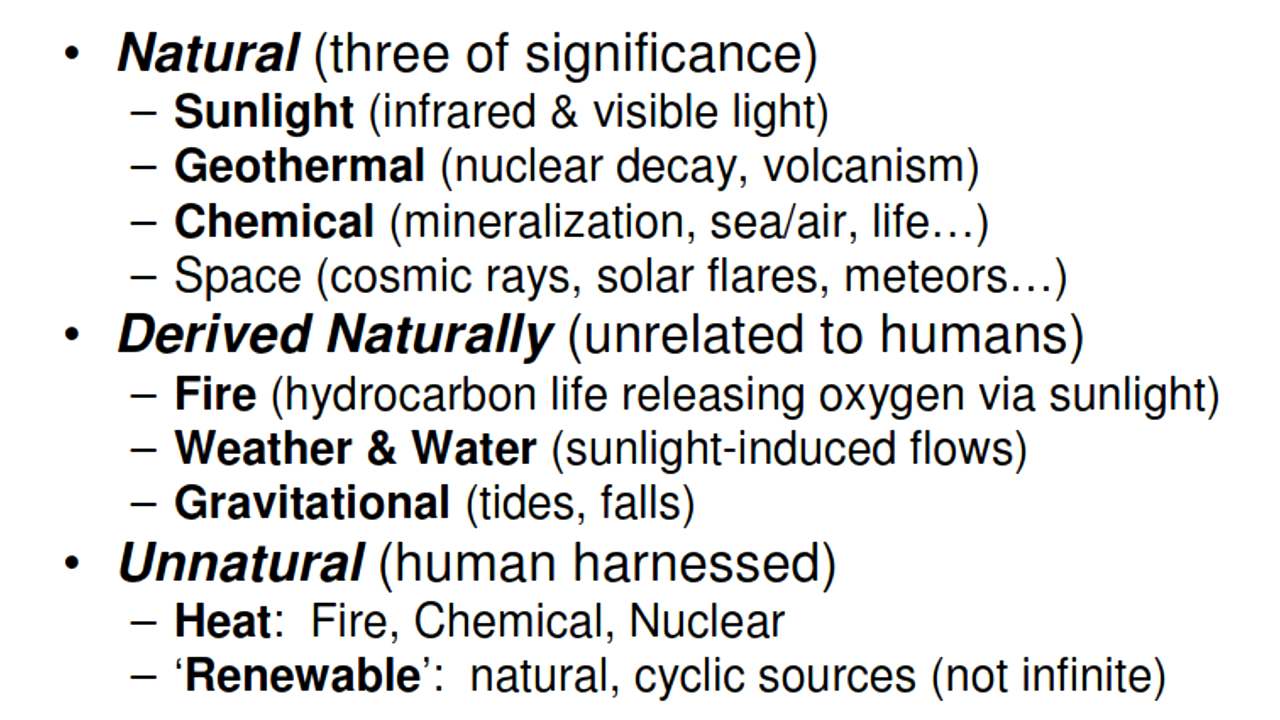 • Natural (three of significance)
– Sunlight (infrared & visible light)
– Geothermal (nuclear decay, volcanism)
– Chemical (mineralization, sea/air, life…)
– Space (cosmic rays, solar flares, meteors…)
• Derived Naturally (unrelated to humans)
– Fire (hydrocarbon life releasing oxygen via sunlight)
– Weather & Water (sunlight-induced flows)
– Gravitational (tides, falls)
• Unnatural (human harnessed)
– Heat:  Fire, Chemical, Nuclear
– ‘Renewable’:  natural, cyclic sources (not infinite)